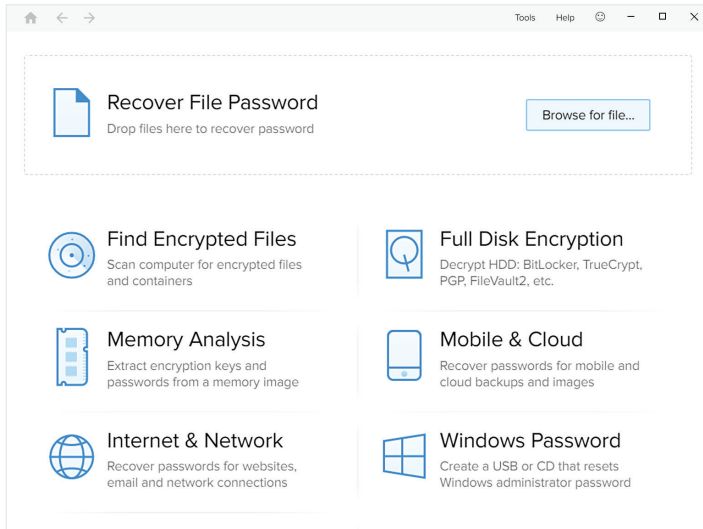 Tools Help
Recover File Password
Drop files here to recover password
Browse for file...
Find Encrypted Files
Scan computer for encrypted files
and containers
Full Disk Encryption
Decrypt HDD: BitLocker, TrueCrypt,
PGP, FileVault2, etc.
Memory Analysis
Extract encryption keys and
passwords from a memory image
Mobile & Cloud
Recover passwords for mobile and
cloud backups and images
Internet & Network
Recover passwords for websites,
email and network connections
Windows Password
Create a USB or CD that resets
Windows administrator password